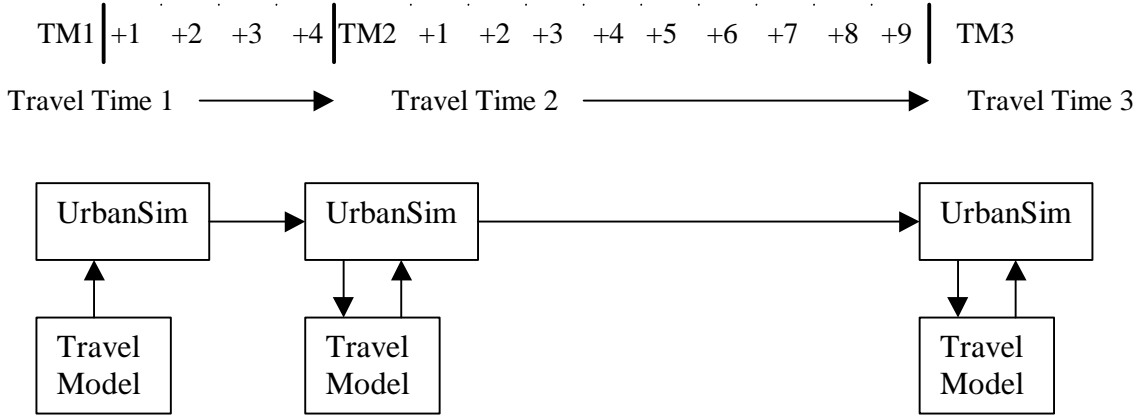 TM1 +1 +2 +3 +4 TM2 +1 +2 +3 +4 +5 +6 +7 +8 +9 TM3
Travel Time 1 Travel Time 2 Travel Time 3
UrbanSim UrbanSim UrbanSim
Travel Travel Travel
Model Model Model